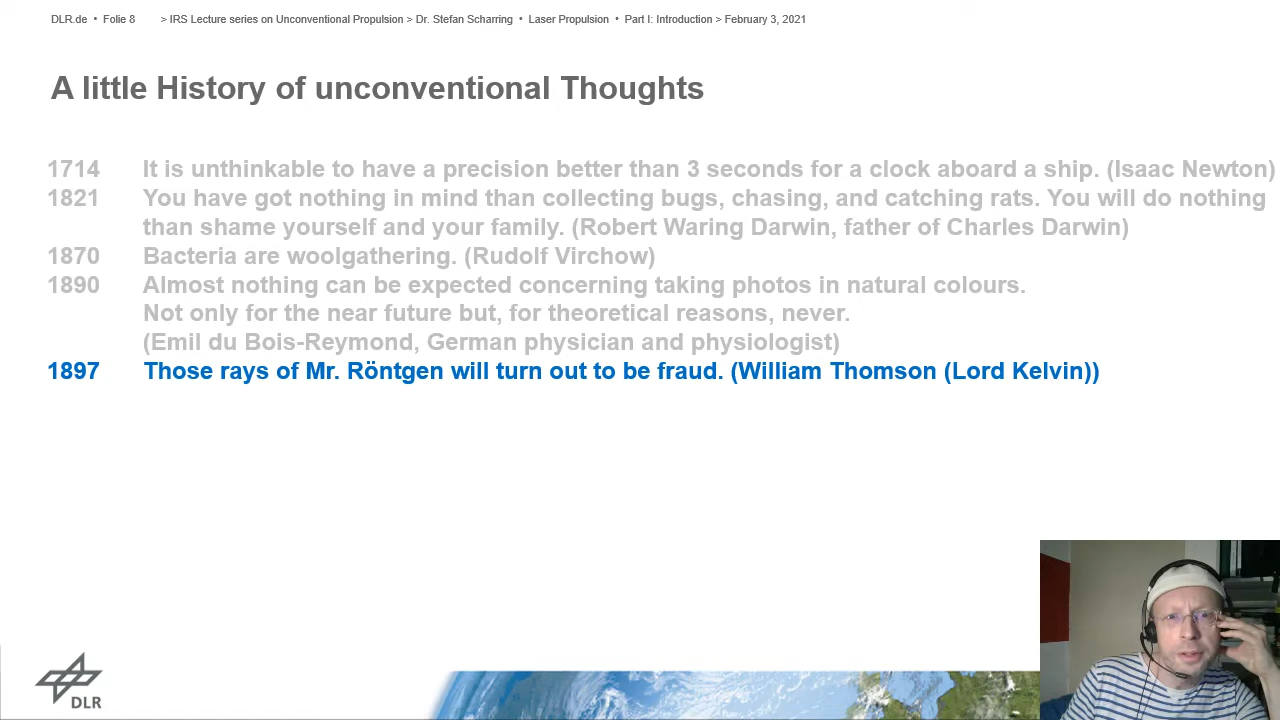 DLR.de • Folie 8 > IRS Lecture series on Unconventional Propulsion > Dr. Stefan Scharring • Laser Propulsion • Part I: Introduction > February 3, 2021
A little History of unconventional Thoughts
1714 It is unthinkable to have a precision better than 3 seconds for a clock aboard a ship. (Isaac Newton)
1821 You have got nothing in mind than collecting bugs, chasing, and catching rats. You will do nothing
than shame yourself and your family. (Robert Waring Darwin, father of Charles Darwin)
1870 Bacteria are woolgathering. (Rudolf Virchow)
1890 Almost nothing can be expected concerning taking photos in natural colours.
Not only for the near future but, for theoretical reasons, never.
(Emil du Bois-Reymond, German physician and physiologist)
1897 Those rays of Mr. Röntgen will turn out to be fraud. (William Thomson (Lord Kelvin))
DLR